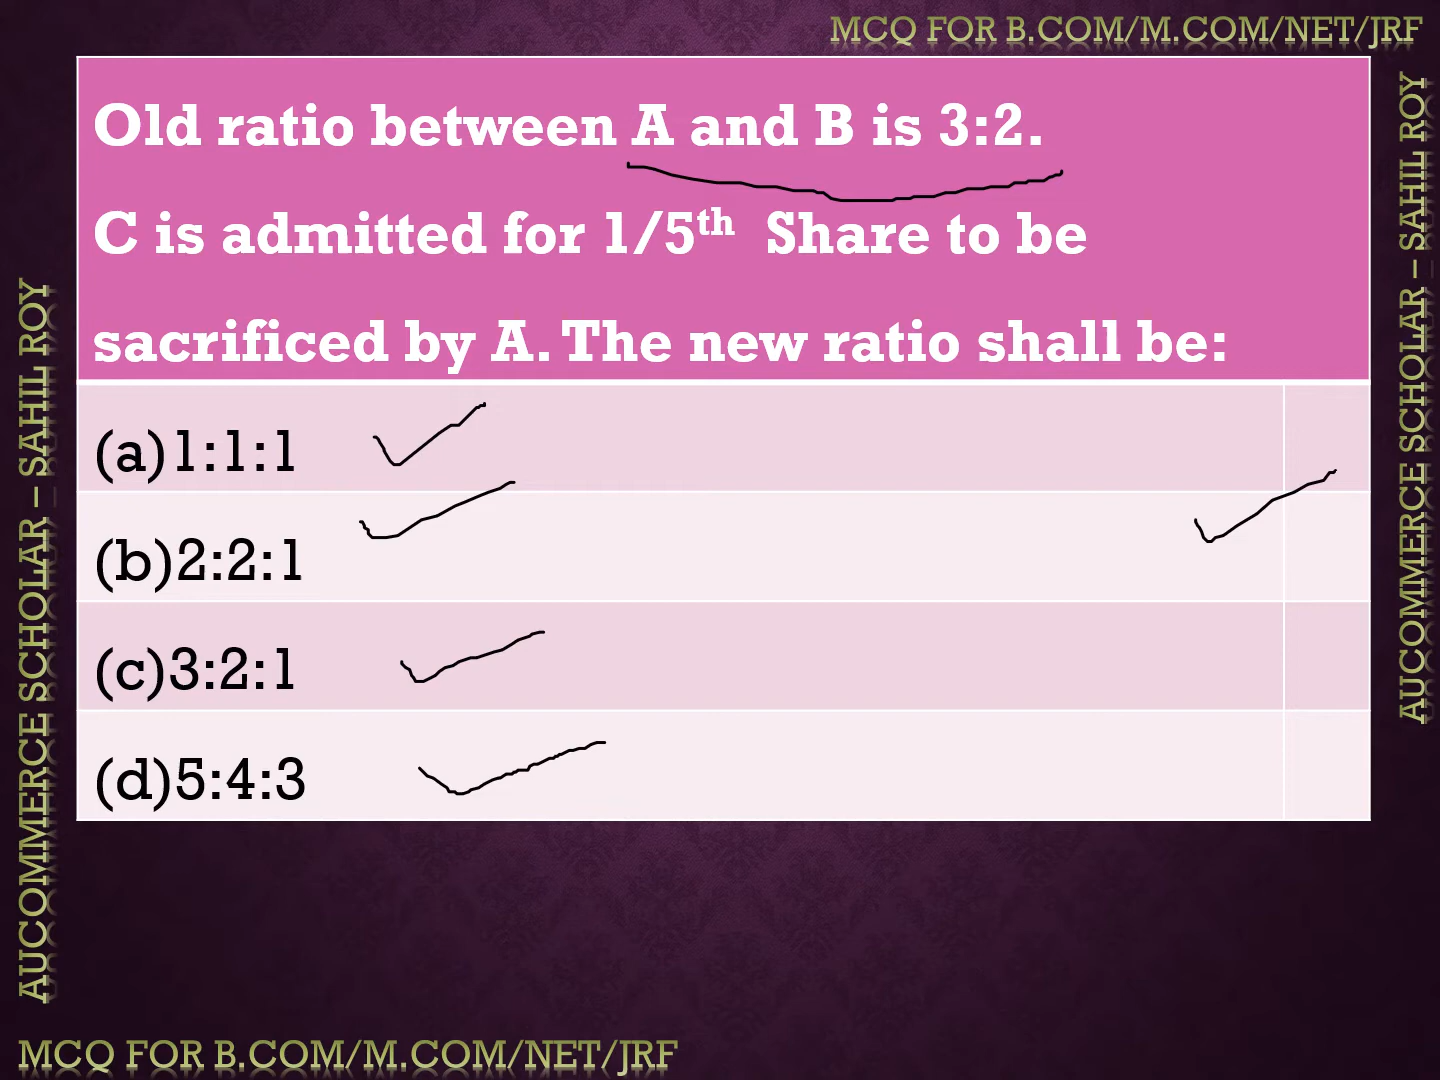 MCQ FOR B.COM/M.COM/NET/JRF
Old ratio between A and B is 3:2.
C is admitted for 1/5th Share to be
sacrificed by A. The new ratio shall be:
(a)1:1:1
(b)2:2:1
(c)3:2:1
(d)5:4:3
AUCOMMERCE SCHOLAR – SAHIL ROY
AUCOMMERCE SCHOLAR – SAHIL ROY
MCQ FOR B.COM/M.COM/NET/JRF